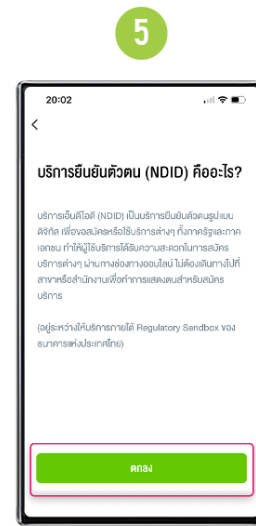 5
20:02
บริการยืนยันตัวตน (NDID) คืออะไร?
บริการเอ็นดีไอดี (NDID) เป็นบริการยืนยันตัวตนรูปแบบ
ดิจิทัล เพื่อขอสมัครหรือใช้บริการต่างๆ ทั้งภาครัฐและภาค
เอกชน ทำให้ผู้ใช้บริการได้รับความสะดวกในการสมัคร
บริการต่างๆ ผ่านทางช่องทางออนไลน์ ไม่ต้องเดินทางไปที่
สาขาหรือสำนักงานเพื่อทำการแสดงตนสำหรับสมัคร
บริการ
(อยู่ระหว่างให้บริการภายใต้ Regulatory Sandbox ของ
ธนาคารแห่งประเทศไทย)
ตกลง